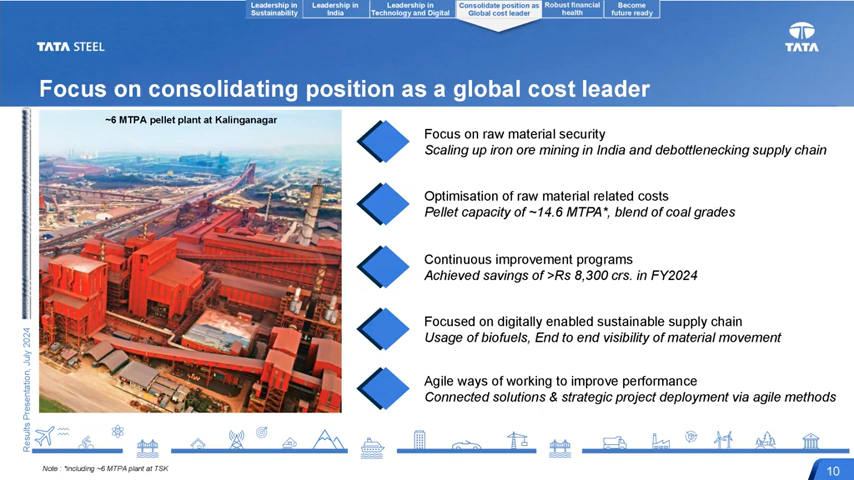 Leadership in
Sustainability
Leadership in
India
Leadership in
Technology and Digital
Consolidate position as
Global cost leader
Robust financial
health
Become
future ready
TATA STEEL
TATA
Focus on consolidating position as a global cost leader
~6 MTPA pellet plant at Kalinganagar
Focus on raw material security
Scaling up iron ore mining in India and debottlenecking supply chain
Optimisation of raw material related costs
Pellet capacity of ~14.6 MTPA*, blend of coal grades
Continuous improvement programs
Achieved savings of >Rs 8,300 crs. in FY2024
Focused on digitally enabled sustainable supply chain
Usage of biofuels, End to end visibility of material movement
Agile ways of working to improve performance
Connected solutions & strategic project deployment via agile methods
Results Presentation, July 2024
Note : *including ~6 MTPA plant at TSK
10